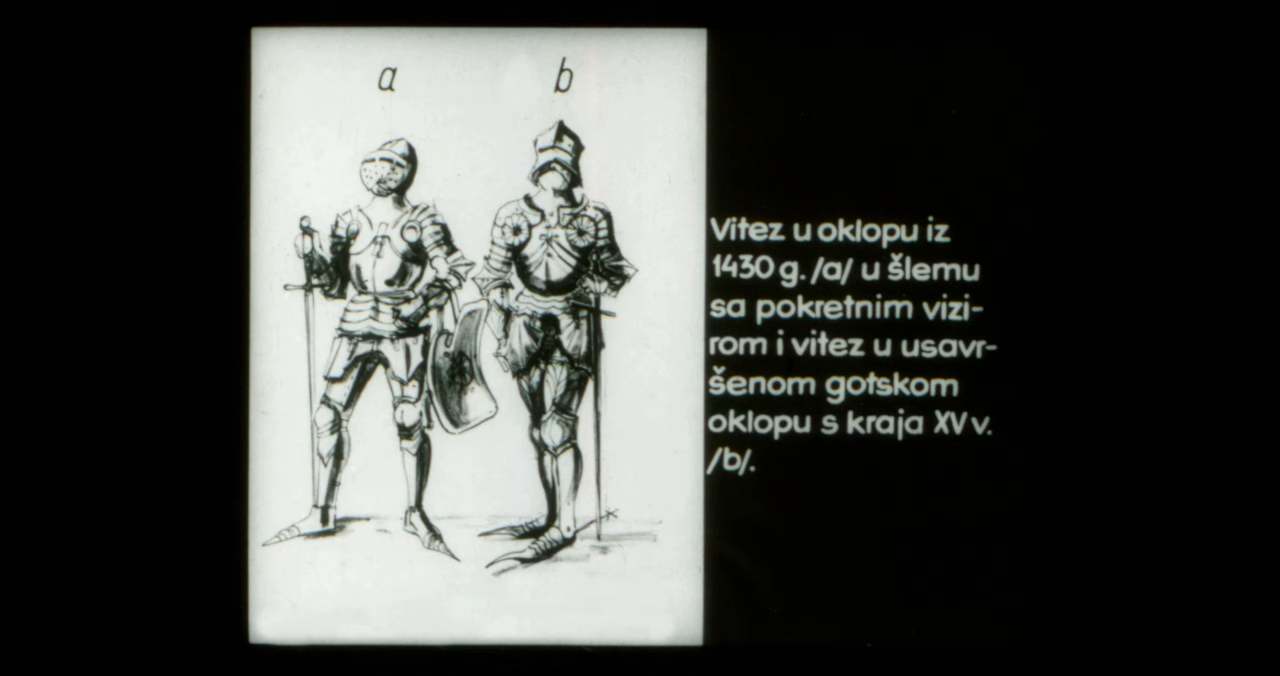 a b
Vitez u oklopu iz
1430 g. /a/ u šlemu
sa pokretnim vizi-
rom i vitez u usavr-
šenom gotskom
oklopu s kraja XV v.
/b/.